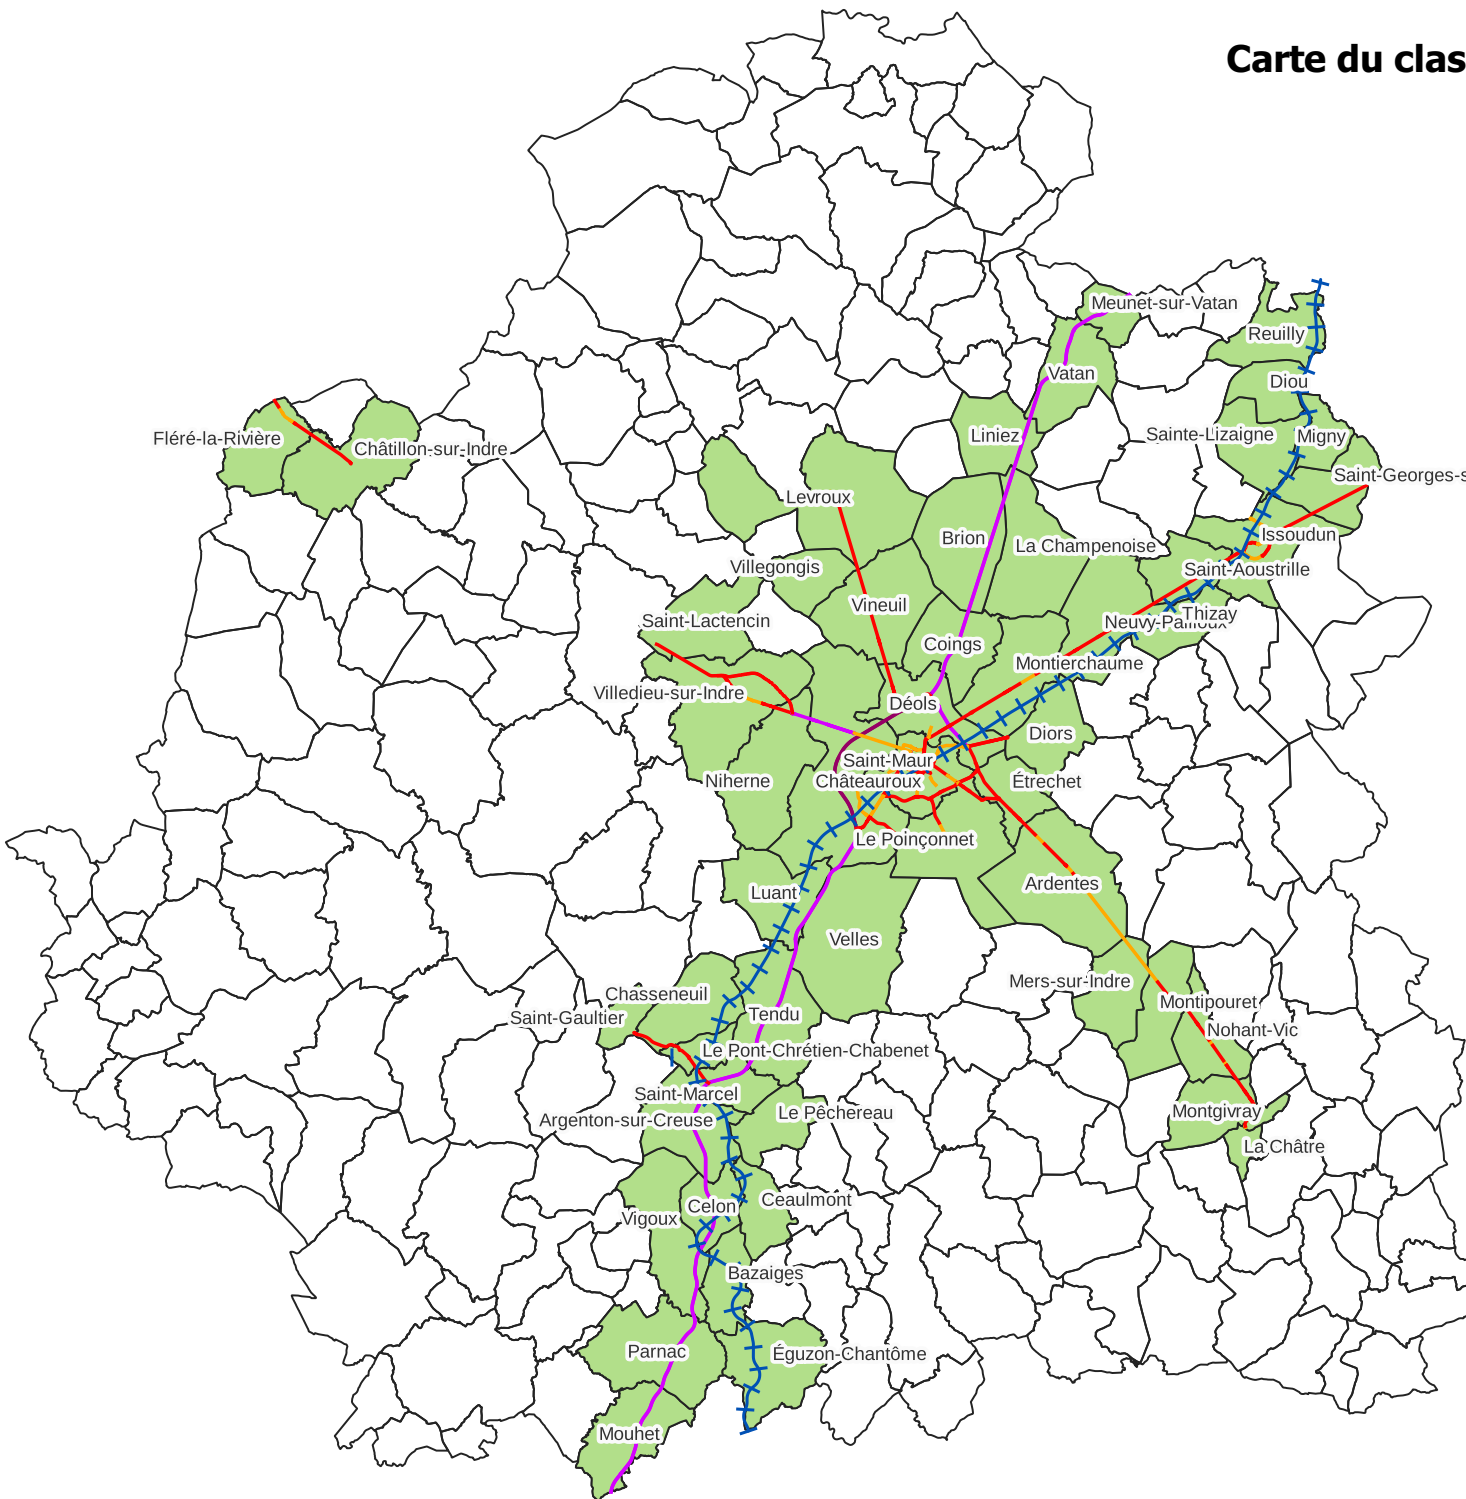 Carte du clas
Meunet-sur-Vatan
Reuilly
Vatan
Diou
Fléré-la-Rivière
Châtillon-sur-Indre
Liniez
Sainte-Lizaigne
Migny
Saint-Georges-s
Levroux
Brion
La Champenoise
Issoudun
Villegongis
Saint-Aoustrille
Vineuil
Saint-Lactencin
Thizay
Neuvy-Pailloux
Coings
Montierchaume
Villedieu-sur-Indre
Déols
Diors
Saint-Maur
Niherne
Châteauroux
Étrechet
Le Poinçonnet
Luant
Ardentes
Velles
Mers-sur-Indre
Chasseneuil
Montipouret
Saint-Gaultier
Tendu
Nohant-Vic
Le Pont-Chrétien-Chabenet
Saint-Marcel
Argenton-sur-Creuse
Le Pêchereau
Montgivray
La Châtre
Ceaulmont
Celon
Vigoux
Bazaiges
Parnac
Éguzon-Chantôme
Mouhet